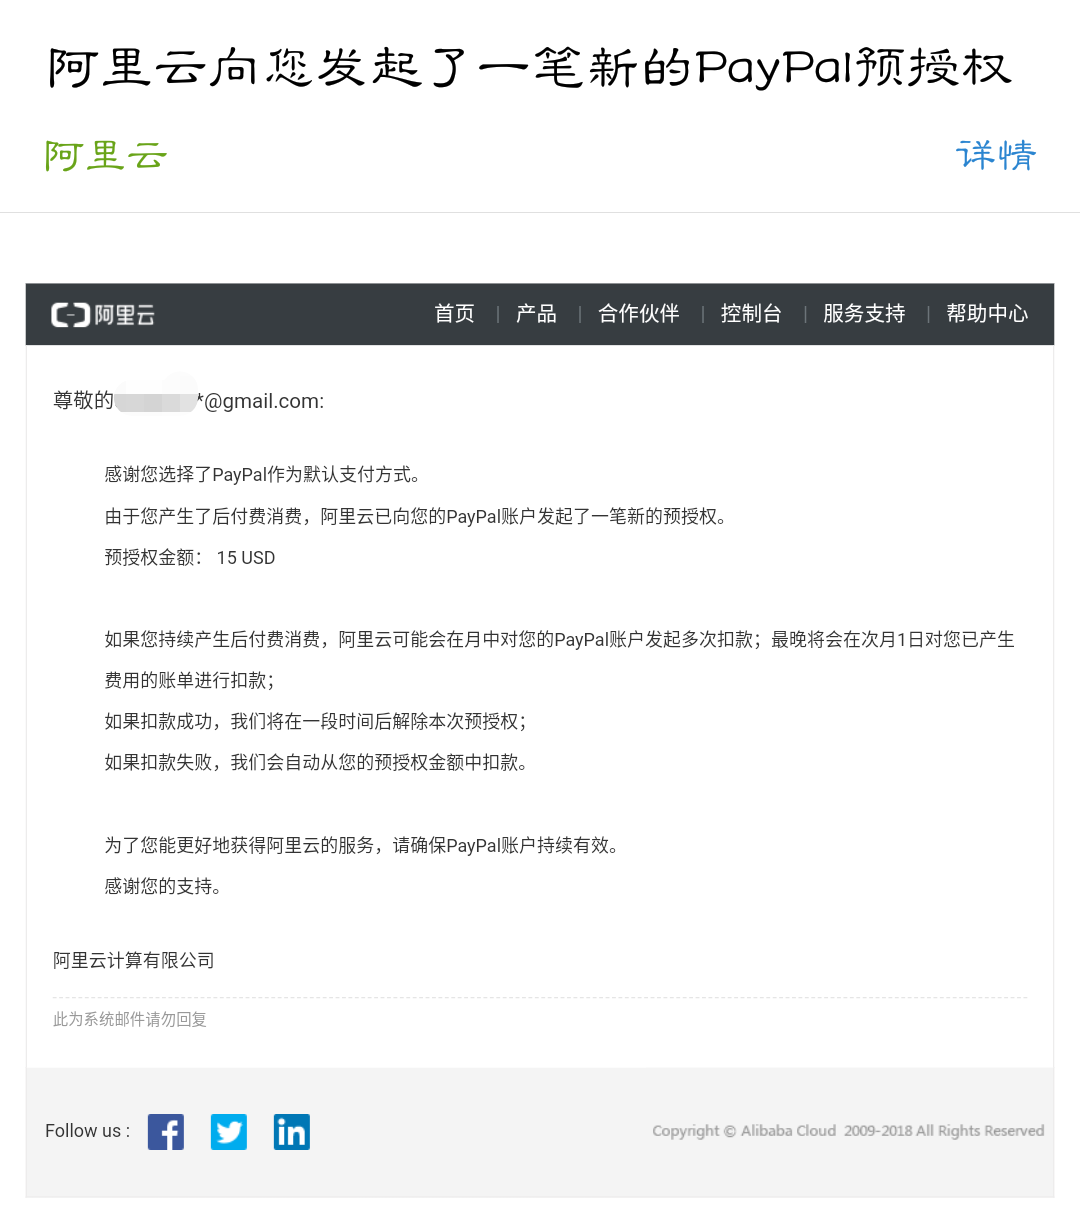 阿里云向您发起了一笔新的PayPal预授权
阿里云
详情
阿里云
首页 | 产品 | 合作伙伴 | 控制台 | 服务支持 | 帮助中心
尊敬的*@gmail.com:
感谢您选择了PayPal作为默认支付方式。
由于您产生了后付费消费，阿里云已向您的PayPal账户发起了一笔新的预授权。
预授权金额： 15 USD
如果您持续产生后付费消费，阿里云可能会在月中对您的PayPal账户发起多次扣款；最晚将会在次月1日对您已产生
费用的账单进行扣款；
如果扣款成功，我们将在一段时间后解除本次预授权；
如果扣款失败，我们会自动从您的预授权金额中扣款。
为了您能更好地获得阿里云的服务，请确保PayPal账户持续有效。
感谢您的支持。
阿里云计算有限公司
此为系统邮件请勿回复
Follow us :
Copyright © Alibaba Cloud 2009-2018 All Rights Reserved